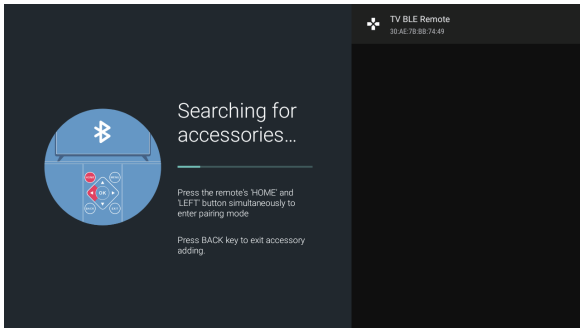 TV BLE Remote
30:AE:7B:BB:74:49
Searching for
accessories...
Press the remote's 'HOME' and
'LEFT' button simultaneously to
enter pairing mode
Press BACK key to exit accessory
adding.
OK